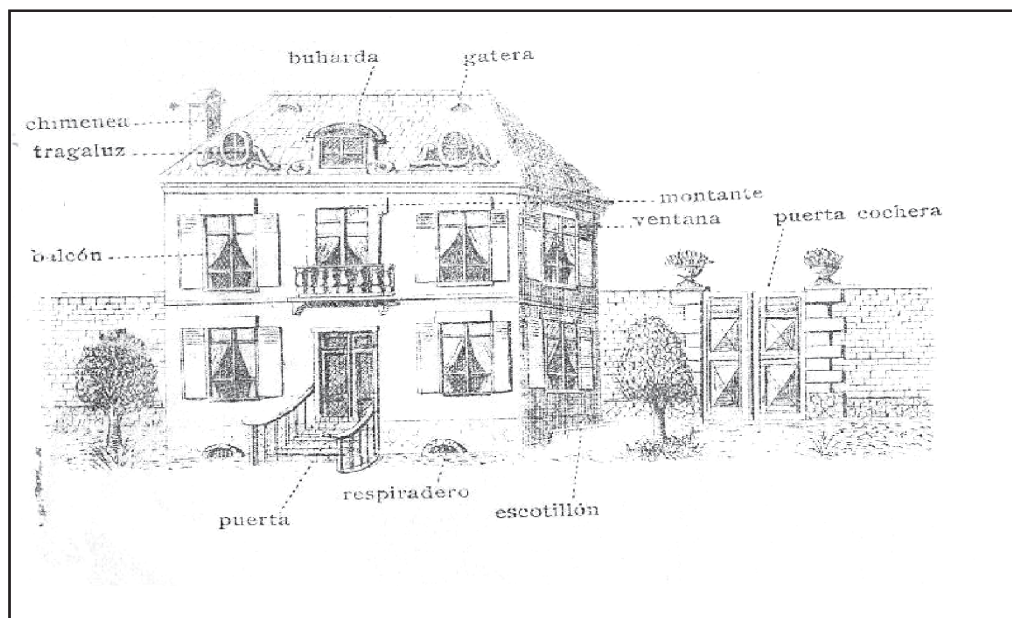 buharda
gatera
chimenea
tragaluz
montante
ventana
puerta cochera
balcón
respiradero
escotillón
puerta